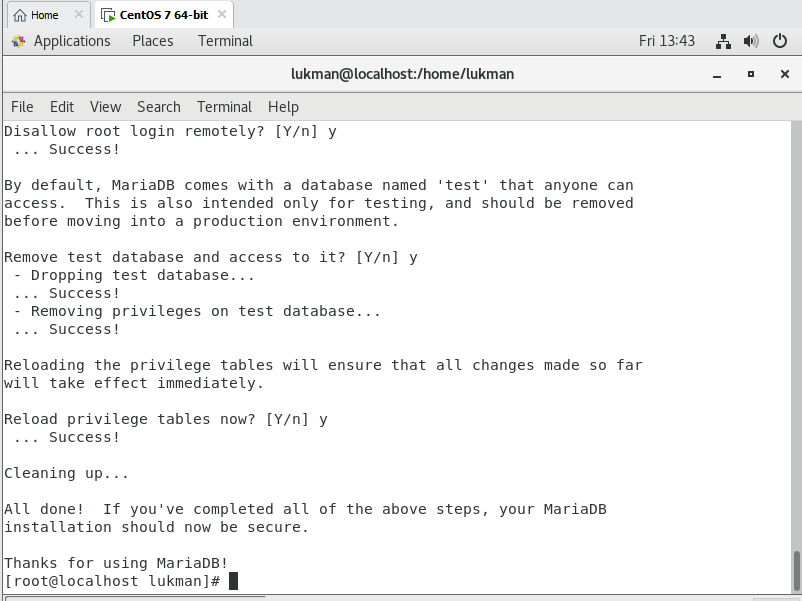 Home
CentOS 7 64-bit
Applications Places Terminal Fri 13:43
lukman@localhost:/home/lukman
File Edit View Search Terminal Help
Disallow root login remotely? [Y/n] y
 ... Success!
By default, MariaDB comes with a database named 'test' that anyone can
access.  This is also intended only for testing, and should be removed
before moving into a production environment.
Remove test database and access to it? [Y/n] y
 - Dropping test database...
 ... Success!
 - Removing privileges on test database...
 ... Success!
Reloading the privilege tables will ensure that all changes made so far
will take effect immediately.
Reload privilege tables now? [Y/n] y
 ... Success!
Cleaning up...
All done!  If you've completed all of the above steps, your MariaDB
installation should now be secure.
Thanks for using MariaDB!
[root@localhost lukman]#